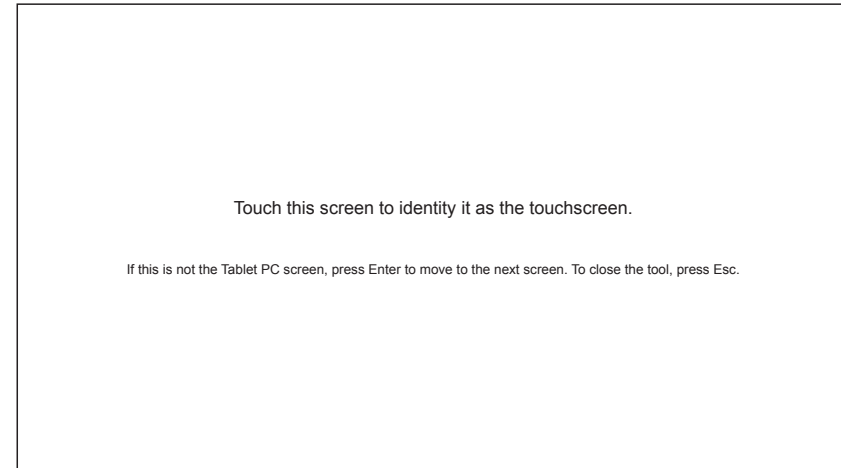 Touch this screen to identity it as the touchscreen.
If this is not the Tablet PC screen, press Enter to move to the next screen. To close the tool, press Esc.